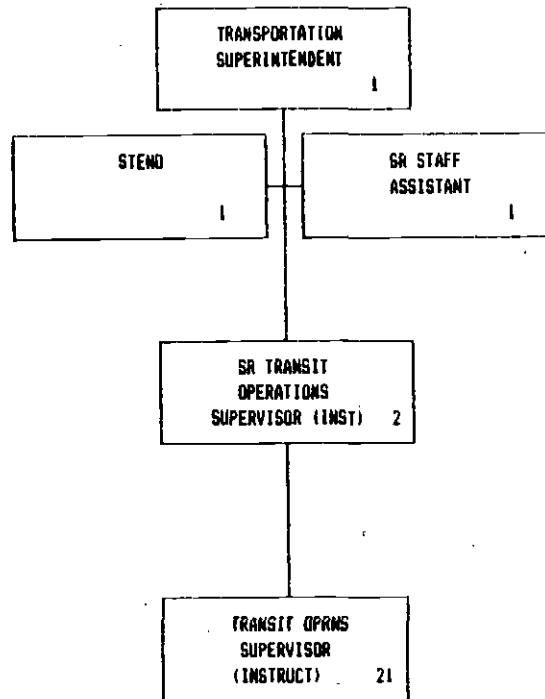 TRANSPORTATION
SUPERINTENDENT
1
STENO
1
SR STAFF
ASSISTANT
1
SR TRANSIT
OPERATIONS
SUPERVISOR (INST) 2
TRANSIT OPRNS
SUPERVISOR
(INSTRUCT) 21